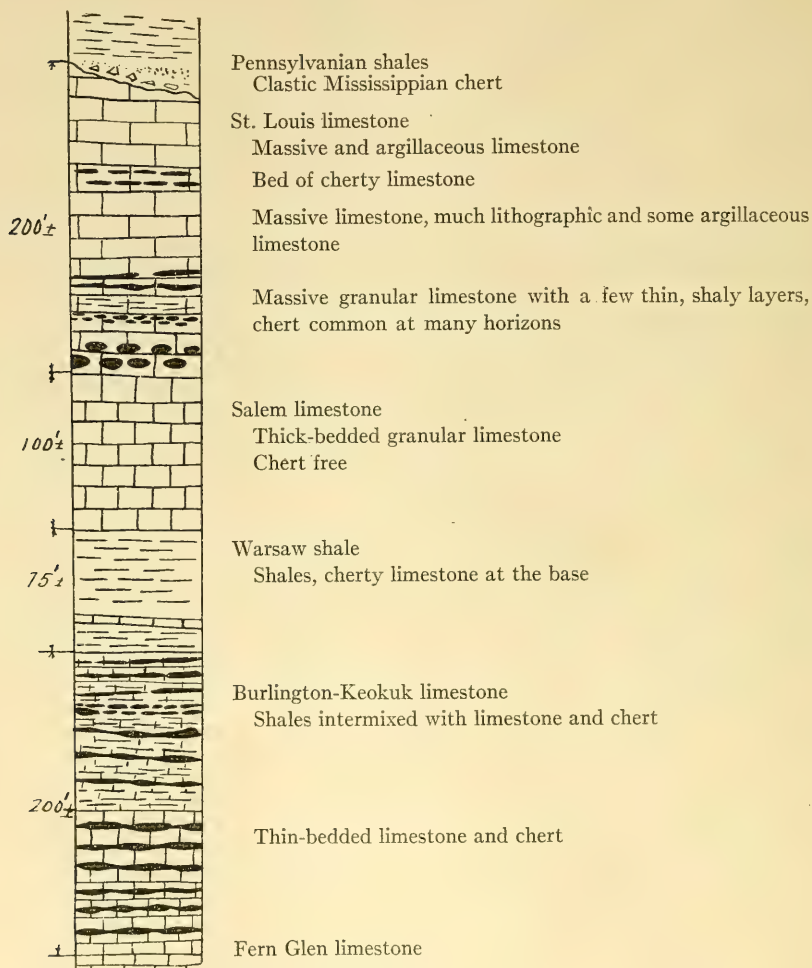 Pennsylvanian shales
Clastic Mississippian chert
St. Louis limestone
Massive and argillaceous limestone
Bed of cherty limestone
200'±
Massive limestone, much lithographic and some argillaceous
limestone
Massive granular limestone with a few thin, shaly layers,
chert common at many horizons
Salem limestone
100'±
Thick-bedded granular limestone
Chert free
Warsaw shale
75'±
Shales, cherty limestone at the base
Burlington-Keokuk limestone
Shales intermixed with limestone and chert
200'±
Thin-bedded limestone and chert
Fern Glen limestone